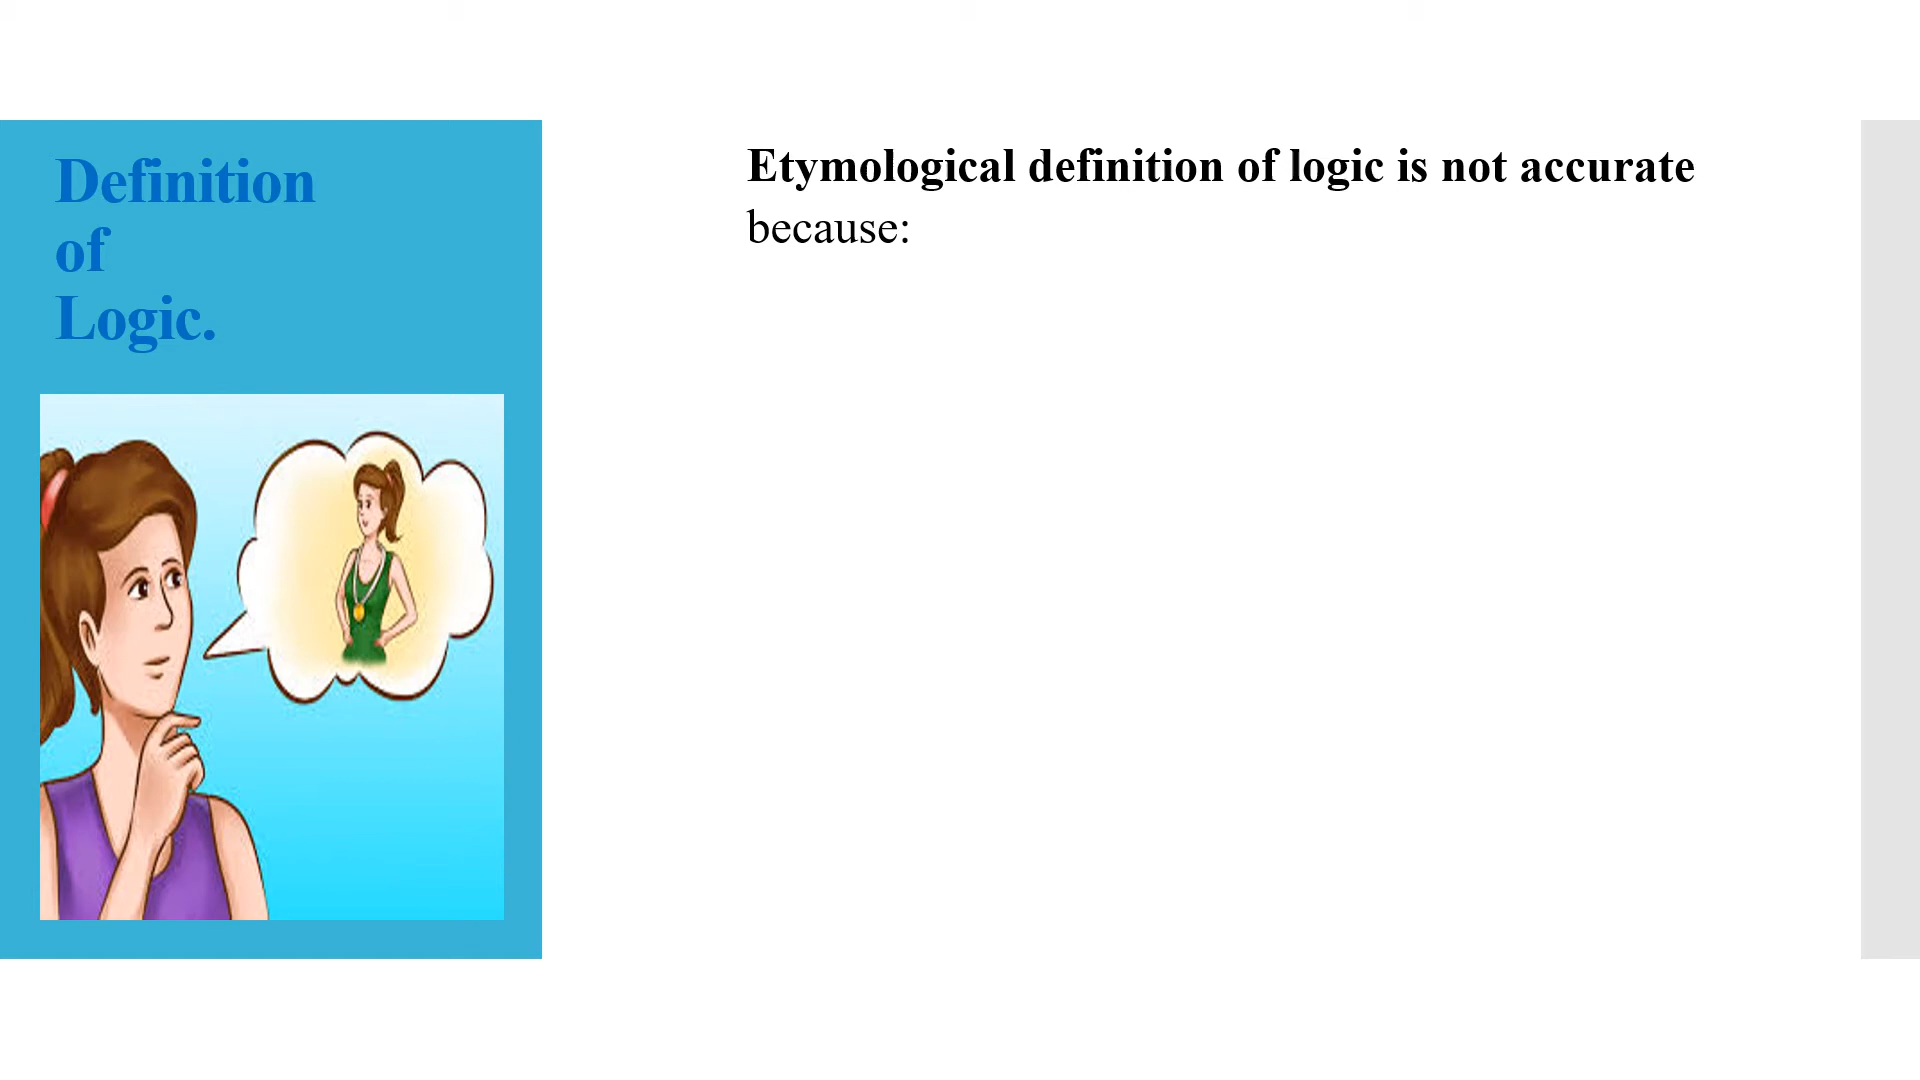 Definition
of
Logic.
Etymological definition of logic is not accurate
because: